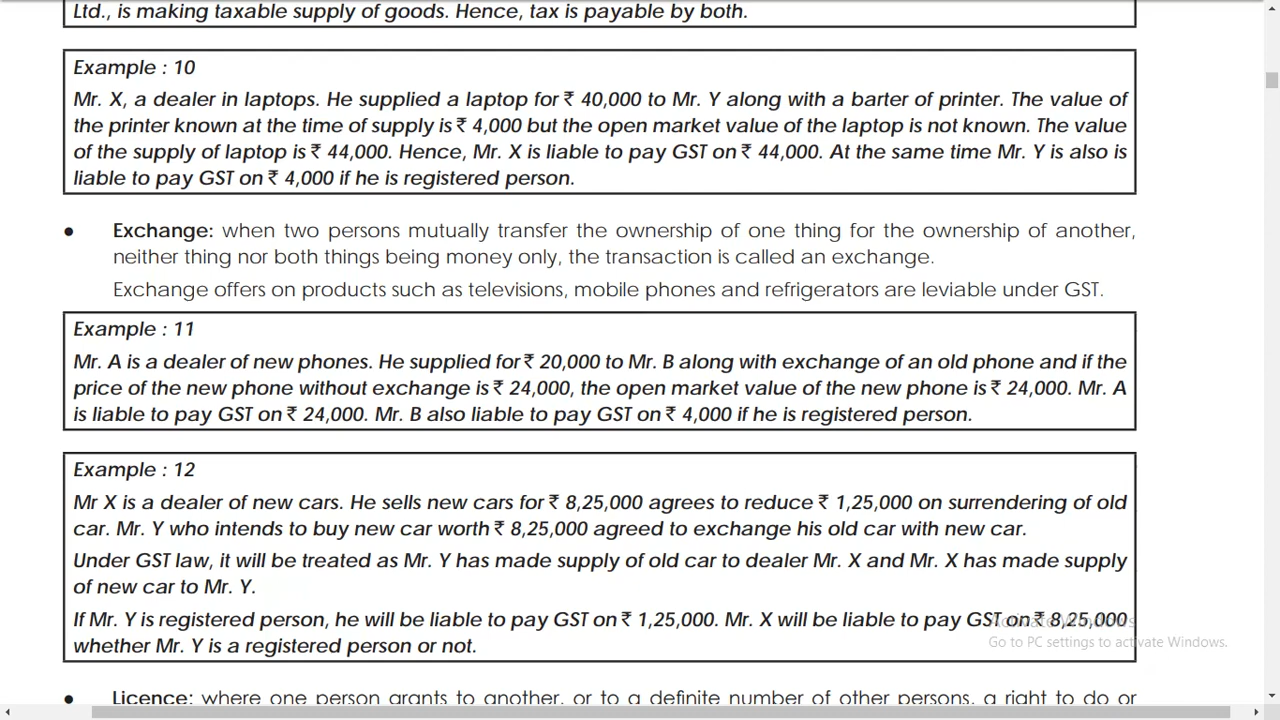 Ltd., is making taxable supply of goods. Hence, tax is payable by both.
Example : 10
Mr. X, a dealer in laptops. He supplied a laptop for ₹ 40,000 to Mr. Y along with a barter of printer. The value of
the printer known at the time of supply is ₹ 4,000 but the open market value of the laptop is not known. The value
of the supply of laptop is ₹ 44,000. Hence, Mr. X is liable to pay GST on ₹ 44,000. At the same time Mr. Y is also is
liable to pay GST on ₹ 4,000 if he is registered person.
● Exchange: when two persons mutually transfer the ownership of one thing for the ownership of another,
neither thing nor both things being money only, the transaction is called an exchange.
Exchange offers on products such as televisions, mobile phones and refrigerators are leviable under GST.
Example : 11
Mr. A is a dealer of new phones. He supplied for ₹ 20,000 to Mr. B along with exchange of an old phone and if the
price of the new phone without exchange is ₹ 24,000, the open market value of the new phone is ₹ 24,000. Mr. A
is liable to pay GST on ₹ 24,000. Mr. B also liable to pay GST on ₹ 4,000 if he is registered person.
Example : 12
Mr X is a dealer of new cars. He sells new cars for ₹ 8,25,000 agrees to reduce ₹ 1,25,000 on surrendering of old
car. Mr. Y who intends to buy new car worth ₹ 8,25,000 agreed to exchange his old car with new car.
Under GST law, it will be treated as Mr. Y has made supply of old car to dealer Mr. X and Mr. X has made supply
of new car to Mr. Y.
If Mr. Y is registered person, he will be liable to pay GST on ₹ 1,25,000. Mr. X will be liable to pay GST on ₹ 8,25,000
whether Mr. Y is a registered person or not.
Activate Windows
Go to PC settings to activate Windows.
● Licence: where one person grants to another, or to a definite number of other persons, a right to do or